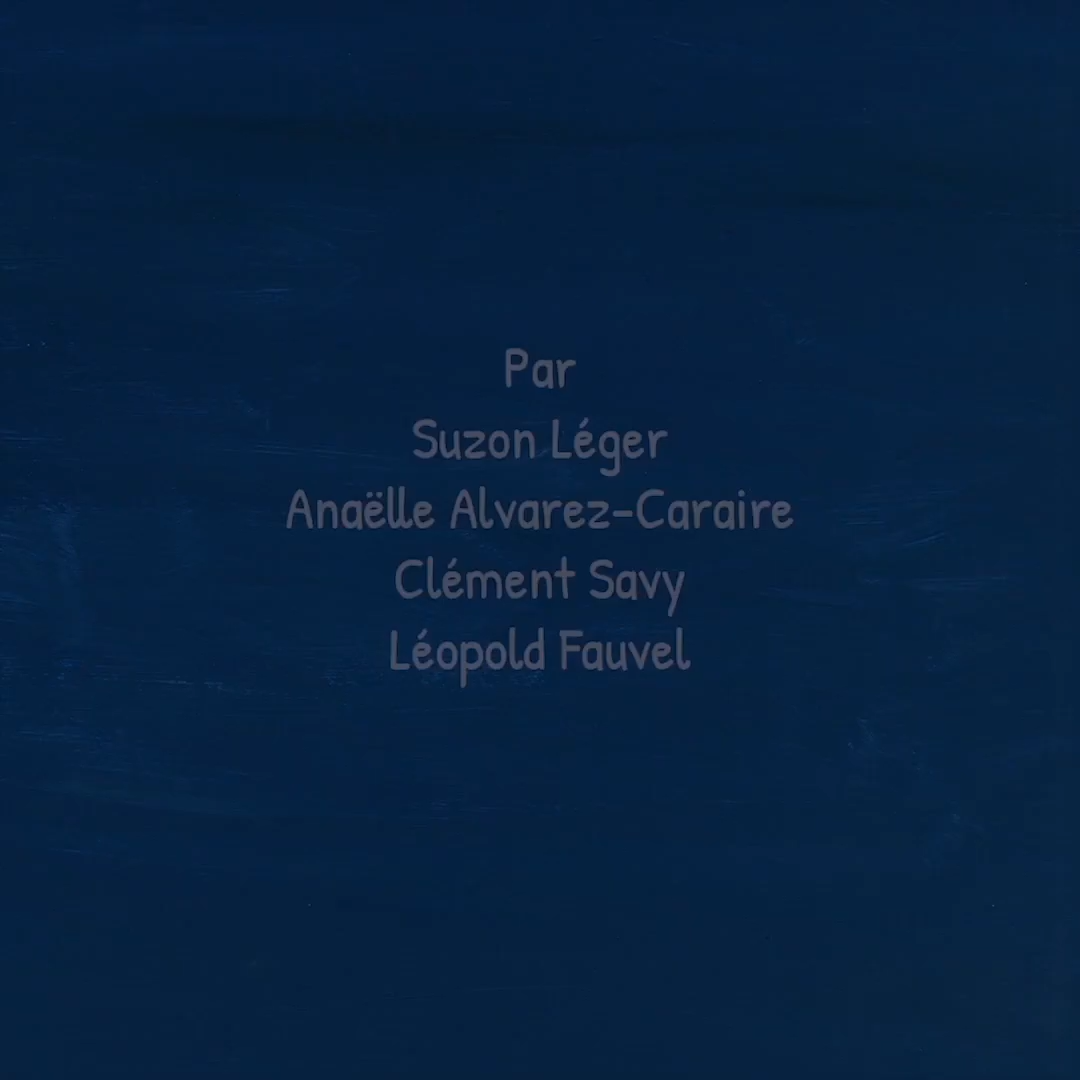 Par
Suzon Léger
Anaëlle Alvarez-Caraire
Clément Savy
Léopold Fauvel